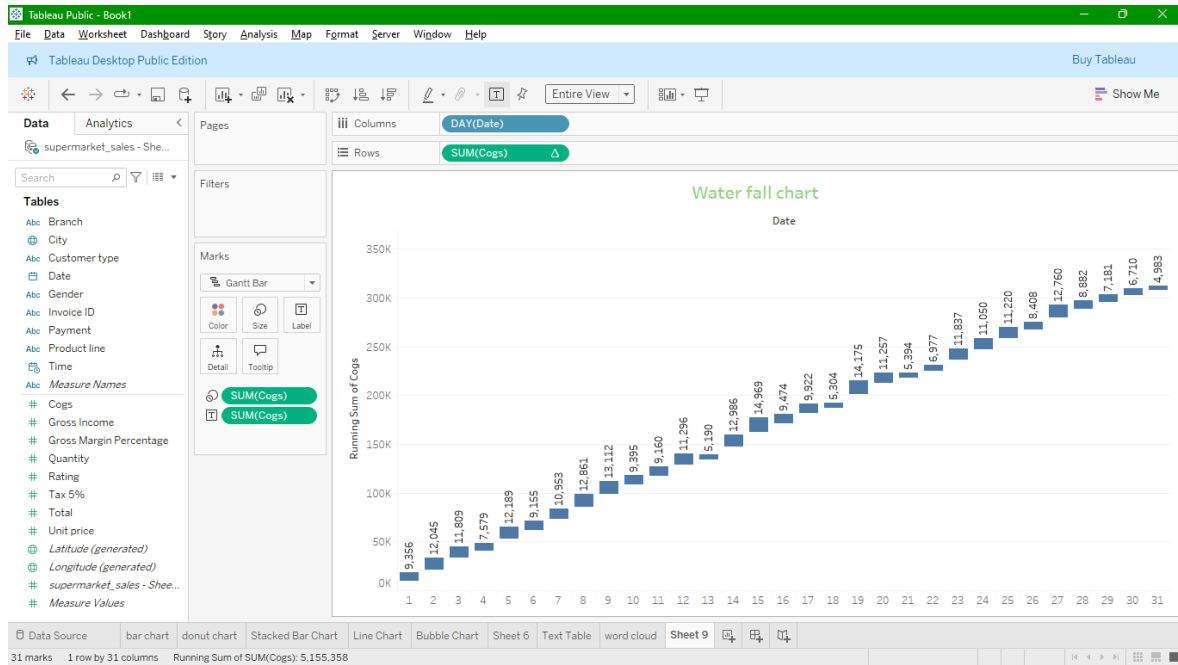 Tableau Public - Book1
File Data Worksheet Dashboard Story Analysis Map Format Server Window Help
Tableau Desktop Public Edition Buy Tableau
Entire View Show Me
Data Analytics
supermarket_sales - She...
Search
Tables
Abc Branch
City
Abc Customer type
Date
Abc Gender
Abc Invoice ID
Abc Payment
Abc Product line
Time
Abc Measure Names
# Cogs
# Gross Income
# Gross Margin Percentage
# Quantity
# Rating
# Tax 5%
# Total
# Unit price
Latitude (generated)
Longitude (generated)
# supermarket_sales - Shee...
# Measure Values
Pages
Filters
Marks
Gantt Bar
Color Size Label
Detail Tooltip
SUM(Cogs)
SUM(Cogs)
Columns DAY(Date)
Rows SUM(Cogs) Δ
Water fall chart
Date
Running Sum of Cogs
350K
300K
250K
200K
150K
100K
50K
0K
9,356
12,045
11,809
7,579
12,189
9,155
10,953
12,861
13,112
9,395
9,160
11,296
5,190
12,986
14,969
9,474
9,922
5,304
14,175
11,257
5,394
6,977
11,837
11,050
11,220
8,408
12,760
8,882
7,181
6,710
4,983
1 2 3 4 5 6 7 8 9 10 11 12 13 14 15 16 17 18 19 20 21 22 23 24 25 26 27 28 29 30 31
Data Source bar chart donut chart Stacked Bar Chart Line Chart Bubble Chart Sheet 6 Text Table word cloud Sheet 9
31 marks 1 row by 31 columns Running Sum of SUM(Cogs): 5,155,358